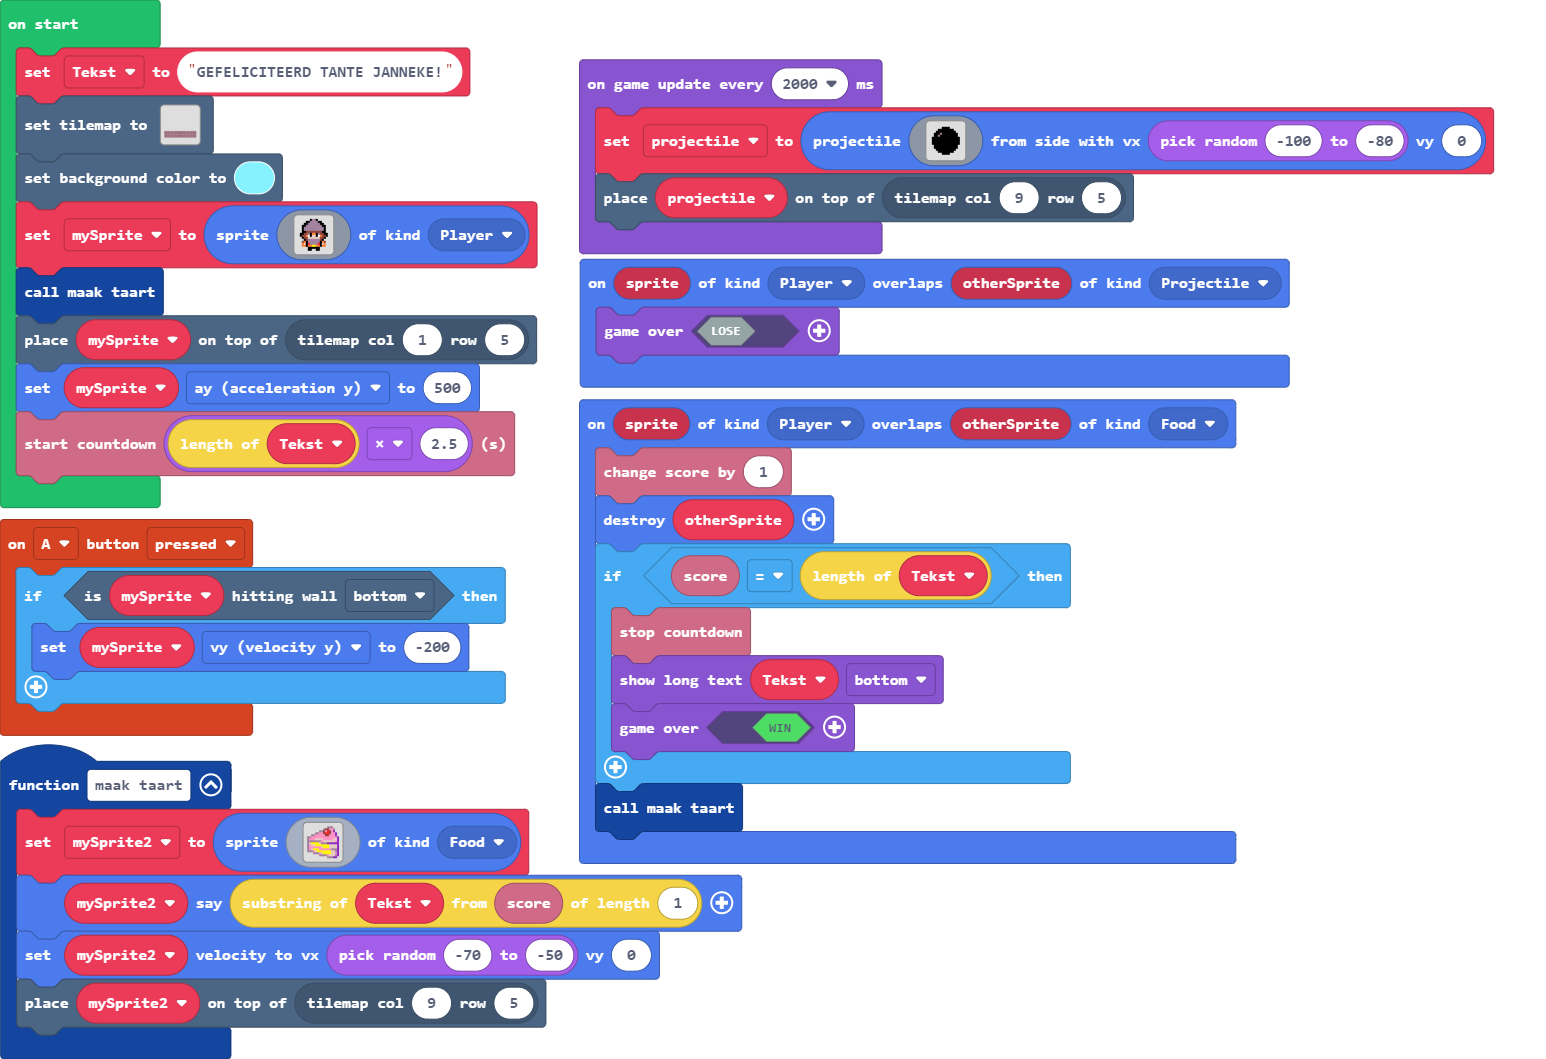 on start
set Tekst to "GEFELICITEERD TANTE JANNEKE!"
set tilemap to
set background color to
set mySprite to sprite of kind Player
call maak taart
place mySprite on top of tilemap col 1 row 5
set mySprite ay (acceleration y) to 500
start countdown length of Tekst × 2.5 (s)
on A button pressed
if is mySprite hitting wall bottom then
set mySprite vy (velocity y) to -200
function maak taart
set mySprite2 to sprite of kind Food
mySprite2 say substring of Tekst from score of length 1
set mySprite2 velocity to vx pick random -70 to -50 vy 0
place mySprite2 on top of tilemap col 9 row 5
on game update every 2000 ms
set projectile to projectile from side with vx pick random -100 to -80 vy 0
place projectile on top of tilemap col 9 row 5
on sprite of kind Player overlaps otherSprite of kind Projectile
game over LOSE
on sprite of kind Player overlaps otherSprite of kind Food
change score by 1
destroy otherSprite
if score = length of Tekst then
stop countdown
show long text Tekst bottom
game over WIN
call maak taart